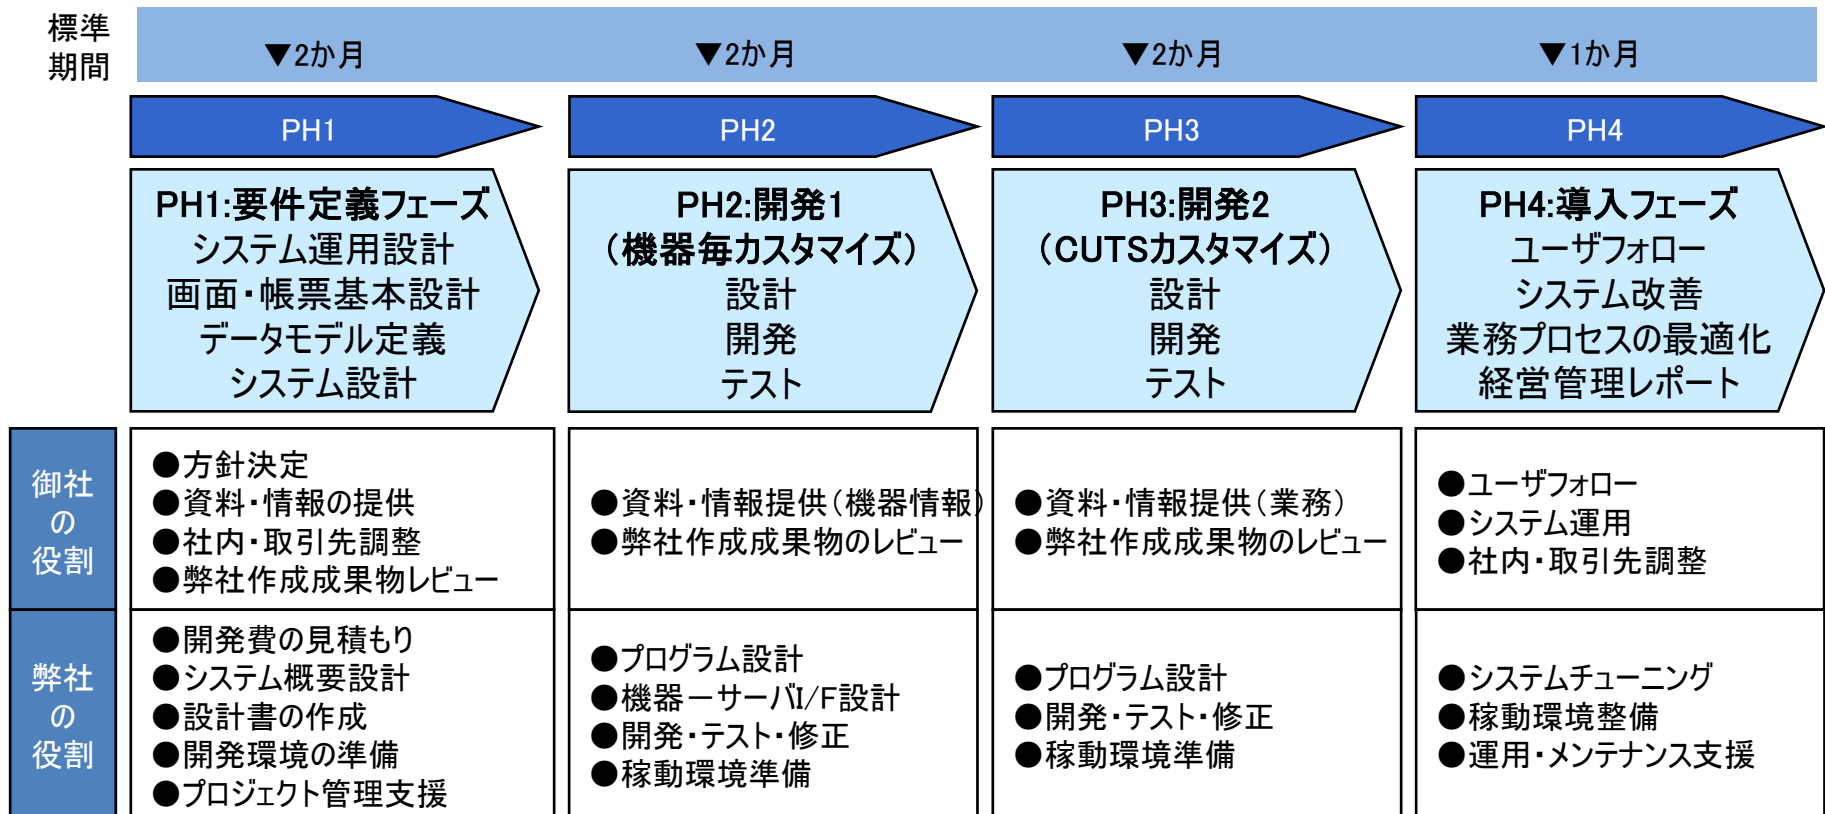 標準
期間
▼2か月
▼2か月
▼2か月
▼1か月
PH1
PH2
PH3
PH4
PH1:要件定義フェーズ
システム運用設計
画面・帳票基本設計
データモデル定義
システム設計
PH2:開発1
(機器毎カスタマイズ)
設計
開発
テスト
PH3:開発2
(CUTSカスタマイズ)
設計
開発
テスト
PH4:導入フェーズ
ユーザフォロー
システム改善
業務プロセスの最適化
経営管理レポート
御社
の
役割
●方針決定
●資料・情報の提供
●社内・取引先調整
●弊社作成成果物レビュー
●資料・情報提供(機器情報)
●弊社作成成果物のレビュー
●資料・情報提供(業務)
●弊社作成成果物のレビュー
●ユーザフォロー
●システム運用
●社内・取引先調整
弊社
の
役割
●開発費の見積もり
●システム概要設計
●設計書の作成
●開発環境の準備
●プロジェクト管理支援
●プログラム設計
●機器-サーバI/F設計
●開発・テスト・修正
●稼動環境準備
●プログラム設計
●開発・テスト・修正
●稼動環境準備
●システムチューニング
●稼動環境整備
●運用・メンテナンス支援